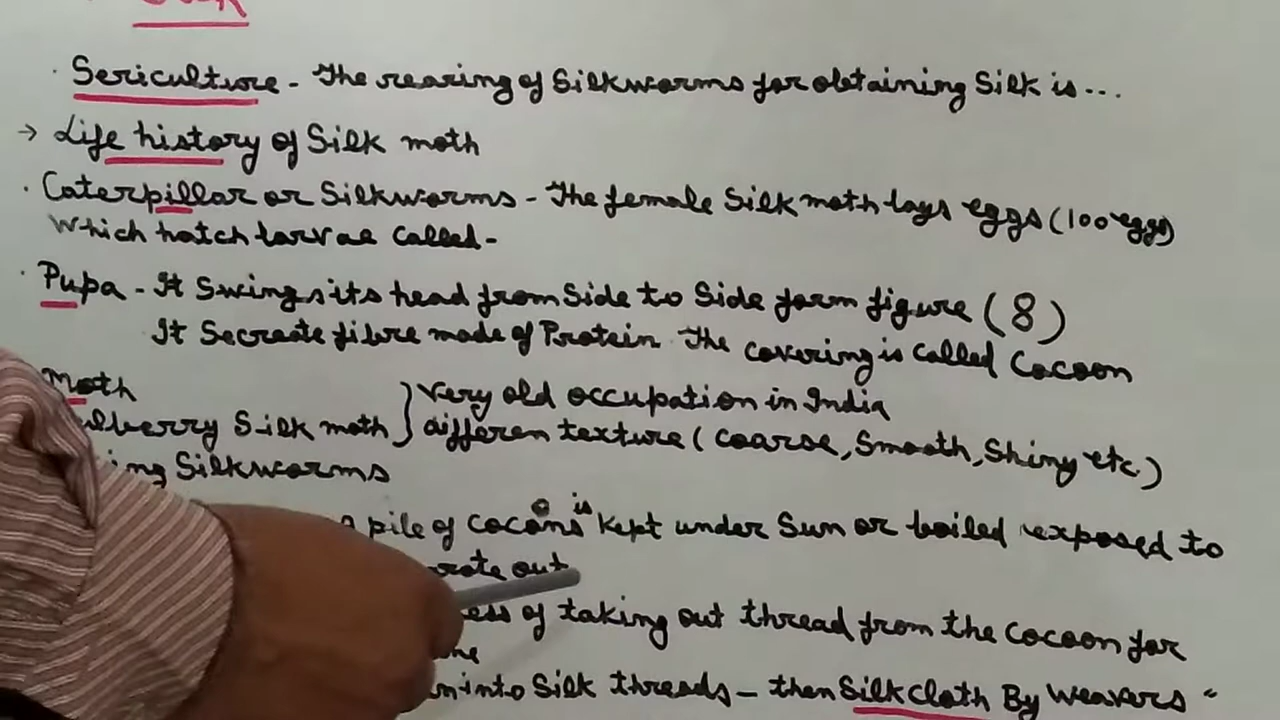 Sericulture - The rearing of Silkworms for obtaining Silk is...
→ Life history of Silk moth
· Caterpillar or Silkworms - The female Silk moth lays eggs (100 eggs)
Which hatch larvae called-
· Pupa - It Swings its head from Side to Side form figure (8)
It Secreate fibre made of Protein The covering is called Cocoon
Moth } Very old occupation in India
Silk moth } differen texture ( coarse, Smooth, Shiny etc.)
Silkworms
pile of cocoons is kept under Sun or boiled exposed to
out
of taking out thread from the Cocoon for
into Silk threads - then Silk cloth By Weavers